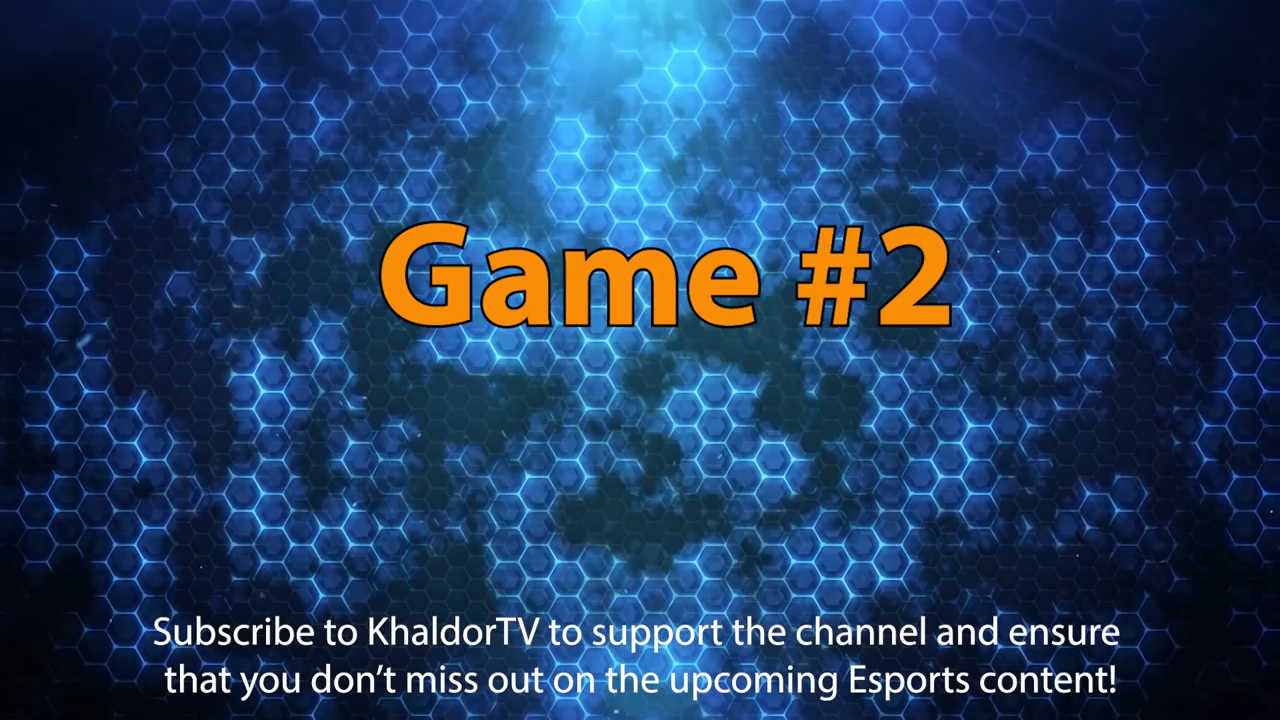 Game #2
Subscribe to KhaldorTV to support the channel and ensure
that you don’t miss out on the upcoming Esports content!